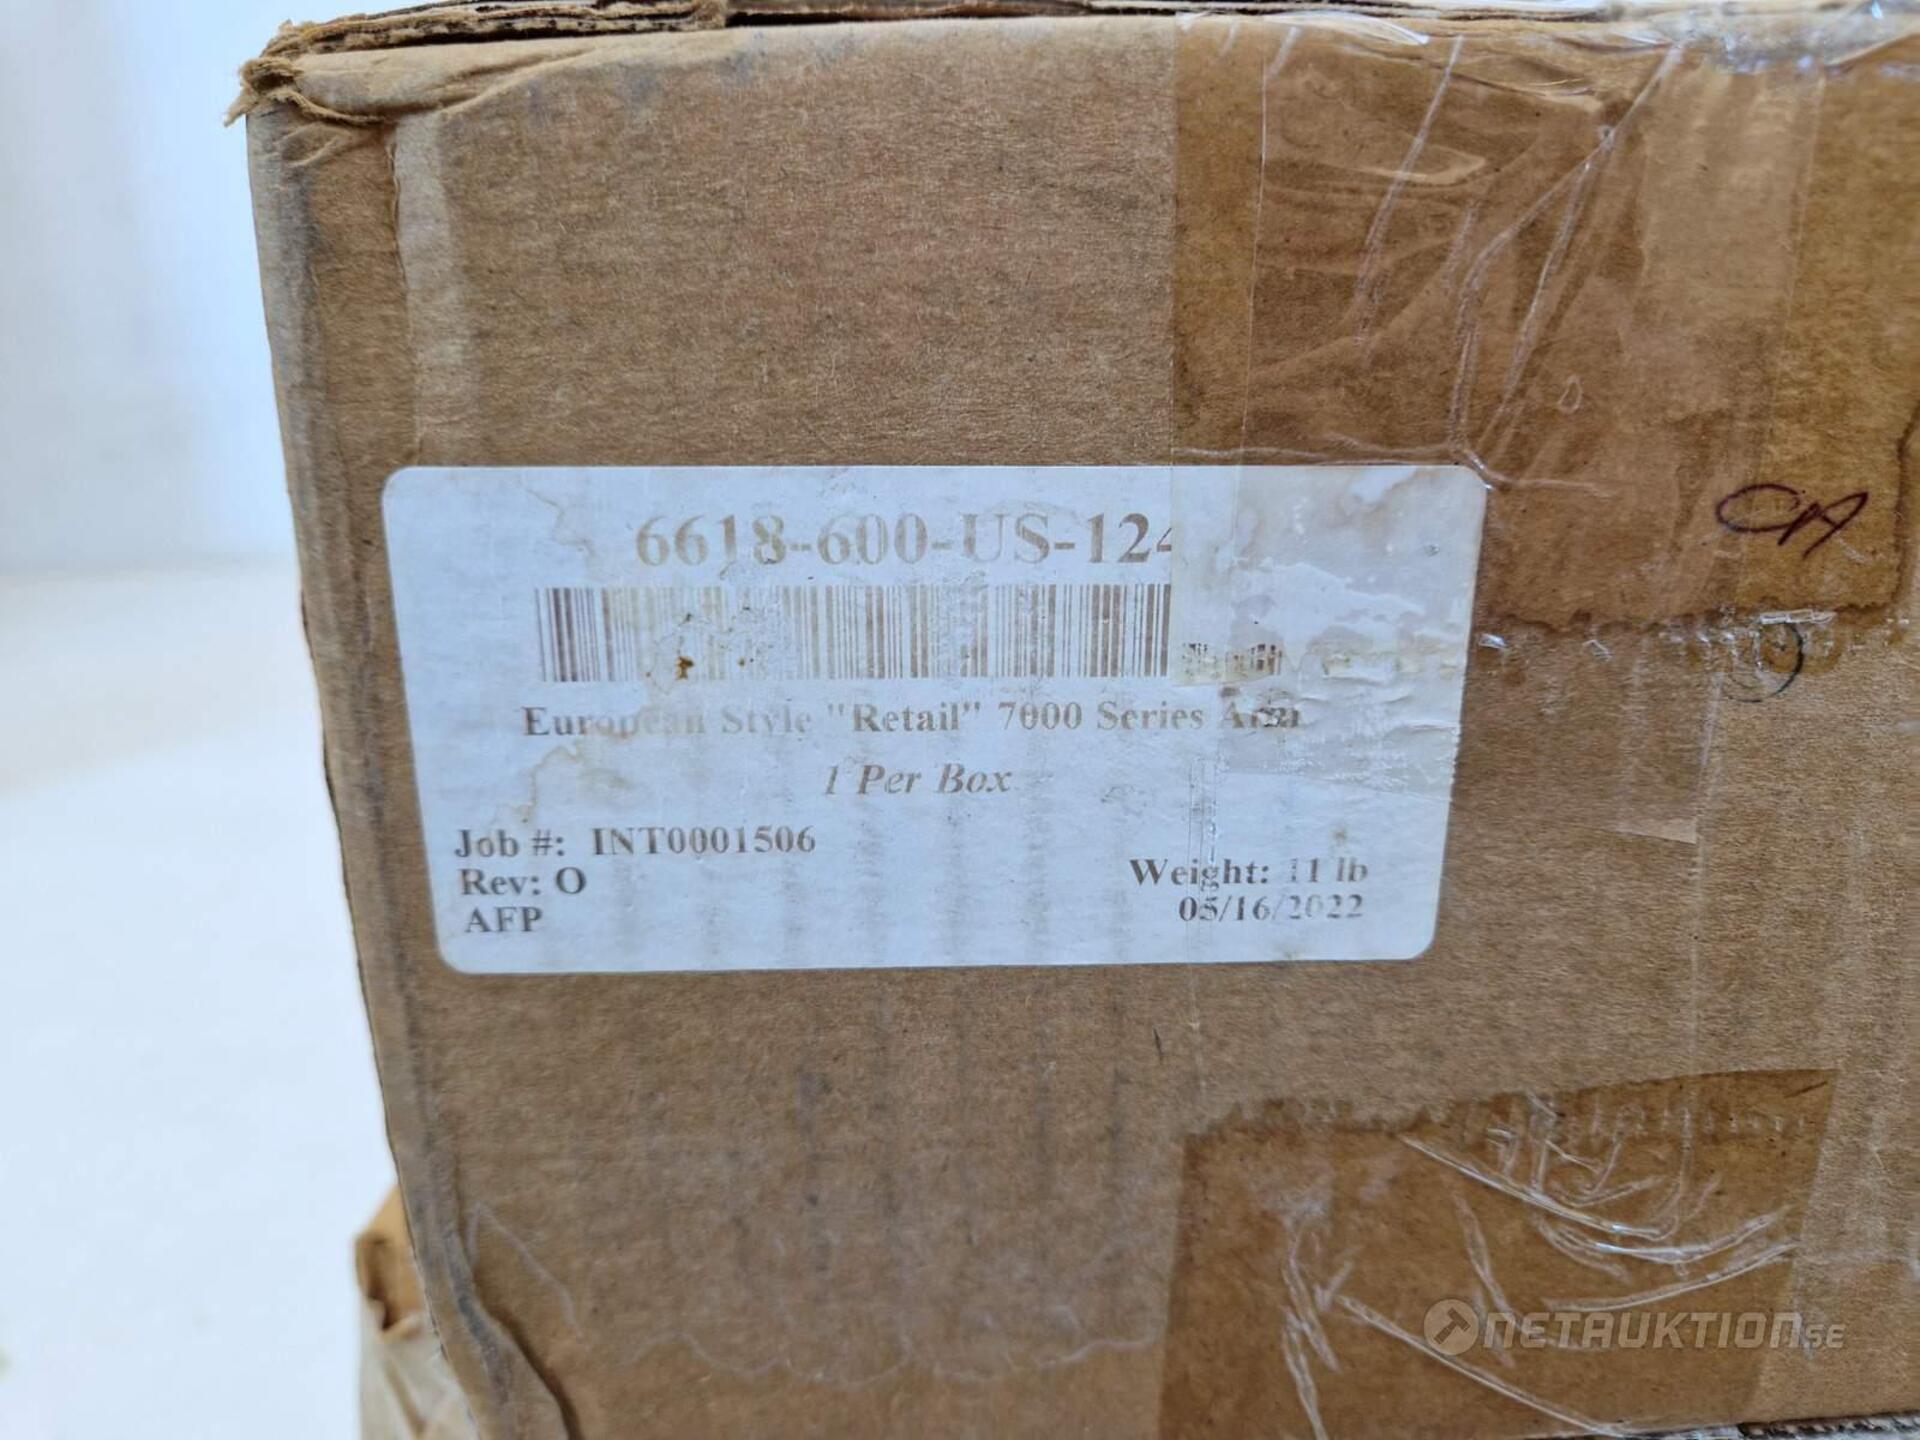 6618-600-US-124
European Style "Retail" 7000 Series Arm
1 Per Box
Job #: INT0001506
Rev: O
AFP
Weight: 11 lb
05/16/2022
CA
NETAUKTION.SE